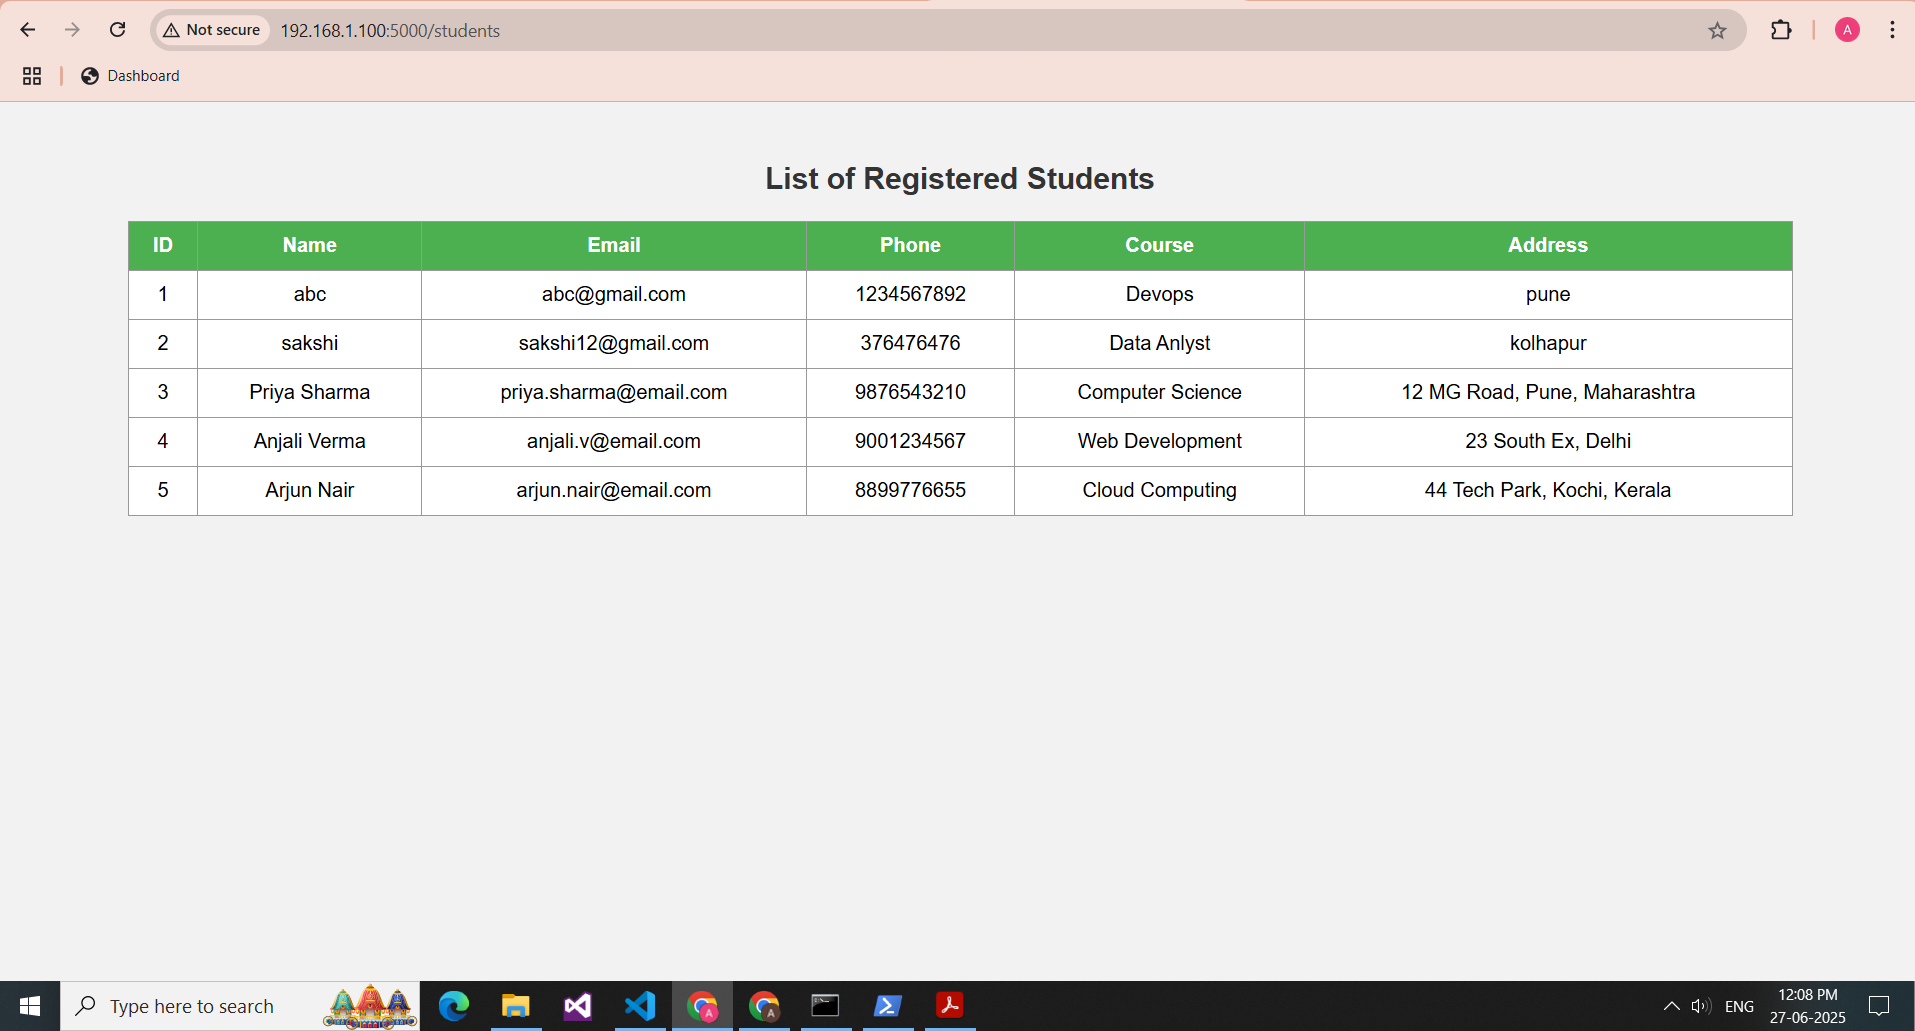 Not secure 192.168.1.100:5000/students A
Dashboard
List of Registered Students
ID Name Email Phone Course Address
1 abc abc@gmail.com 1234567892 Devops pune
2 sakshi sakshi12@gmail.com 376476476 Data Anlyst kolhapur
3 Priya Sharma priya.sharma@email.com 9876543210 Computer Science 12 MG Road, Pune, Maharashtra
4 Anjali Verma anjali.v@email.com 9001234567 Web Development 23 South Ex, Delhi
5 Arjun Nair arjun.nair@email.com 8899776655 Cloud Computing 44 Tech Park, Kochi, Kerala
Type here to search A A ENG 12:08 PM
27-06-2025